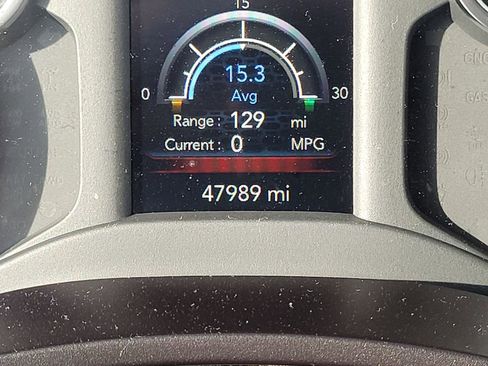 15
15.3
0 Avg 30
Range : 129 mi
Current : 0 MPG
47989 mi